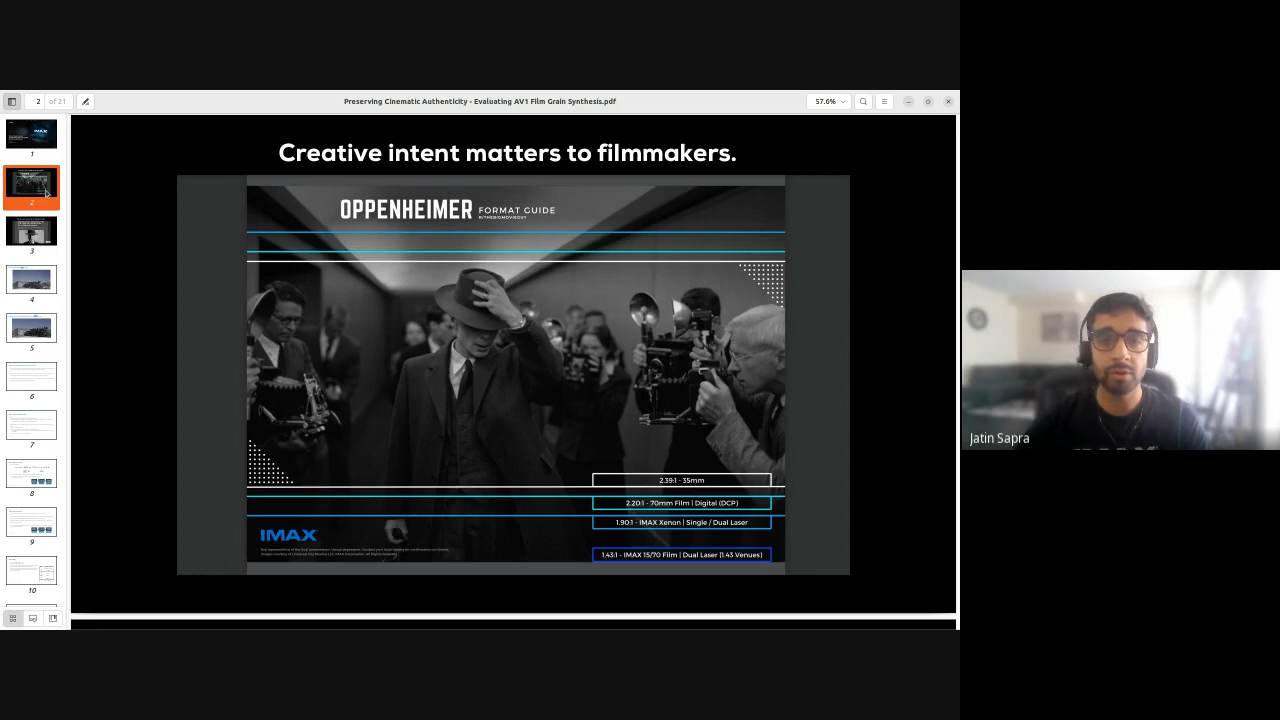 2
of 21
Preserving Cinematic Authenticity - Evaluating AV1 Film Grain Synthesis.pdf
57.6%
Creative intent matters to filmmakers.
OPPENHEIMER FORMAT GUIDE
2.39:1 - 35mm
2.20:1 - 70mm Film | Digital (DCP)
1.90:1 - IMAX Xenon | Single / Dual Laser
1.43:1 - IMAX 15/70 Film | Dual Laser (1.43 Venues)
IMAX
1
2
3
4
5
6
7
8
9
10
Jatin Sapra